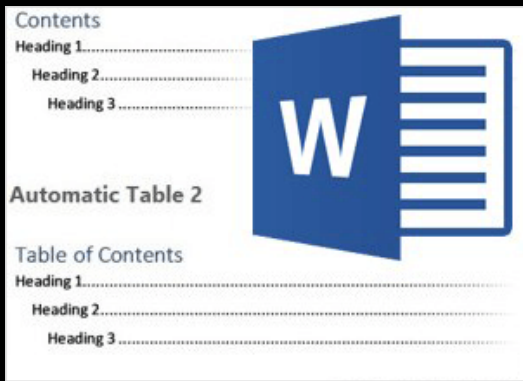 Contents
Heading 1........................................
Heading 2....................................
Heading 3...............................
W
Automatic Table 2
Table of Contents
Heading 1....................................................................................................
Heading 2................................................................................................
Heading 3...........................................................................................